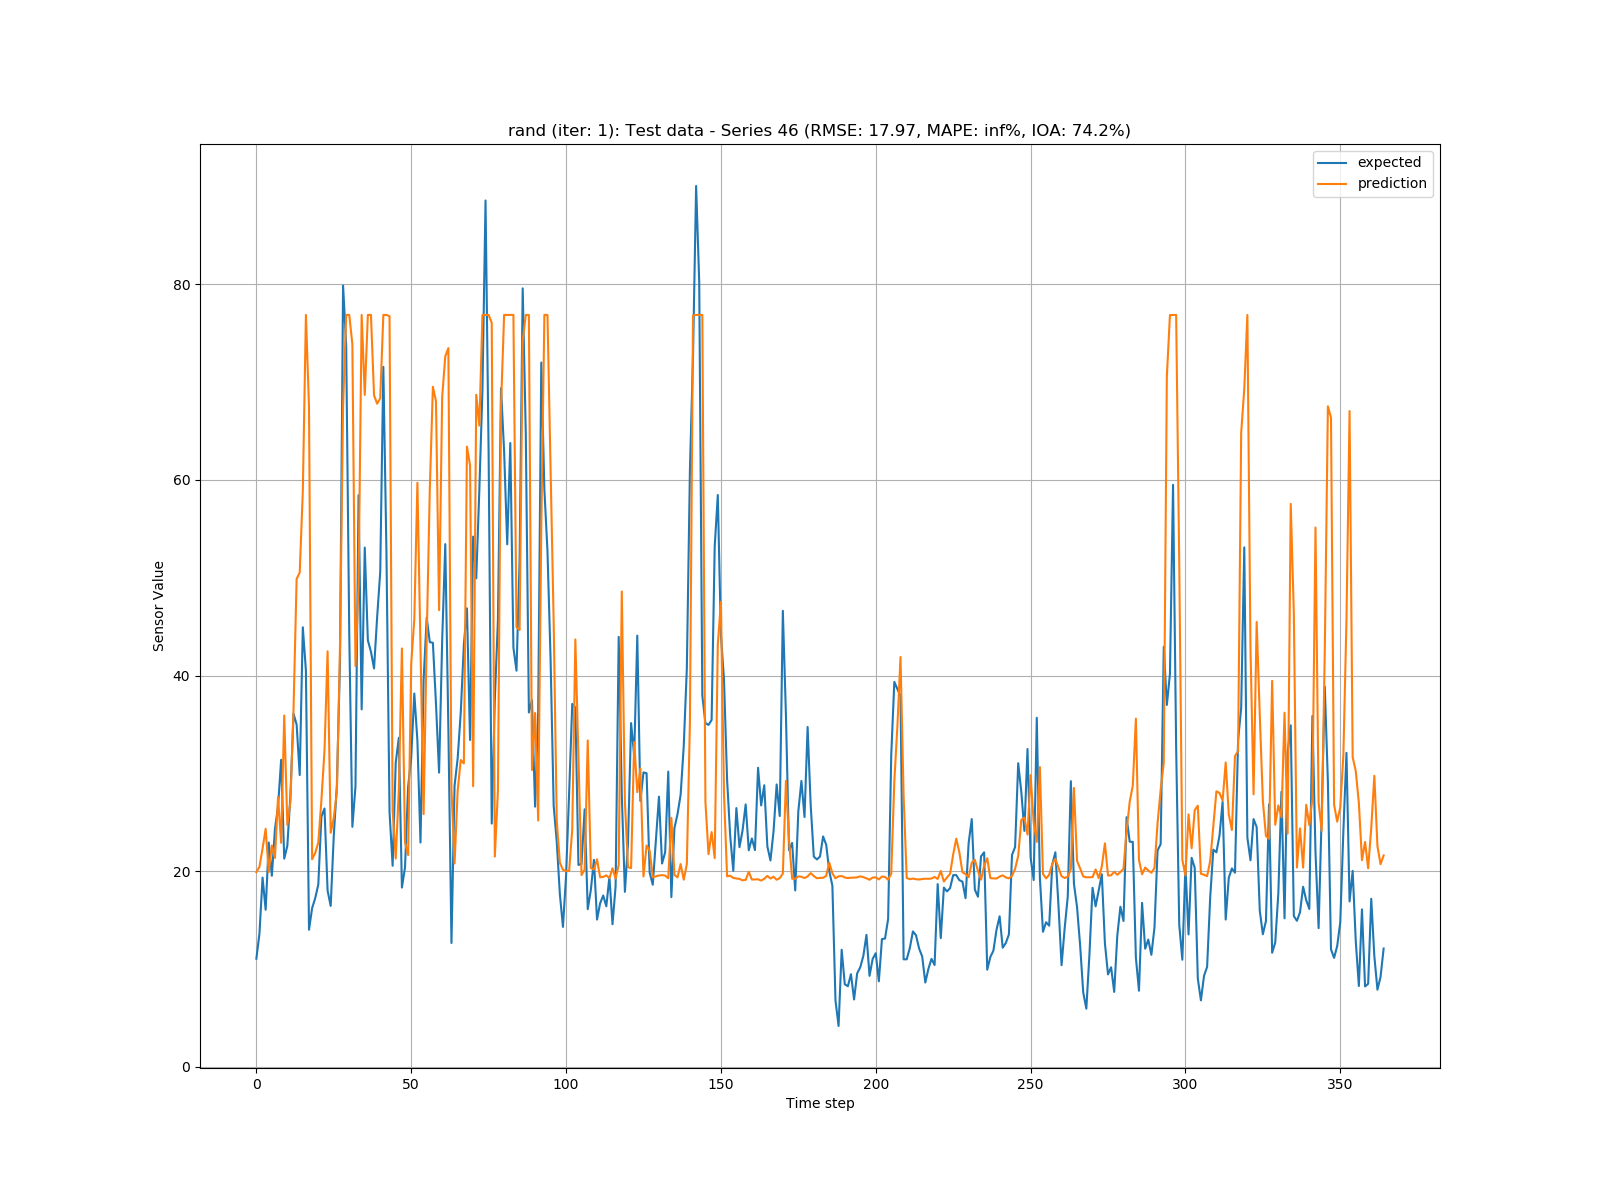 rand (iter: 1): Test data - Series 46 (RMSE: 17.97, MAPE: inf%, IOA: 74.2%)
expected
prediction
Sensor Value
80
60
40
20
0
0 50 100 150 200 250 300 350
Time step